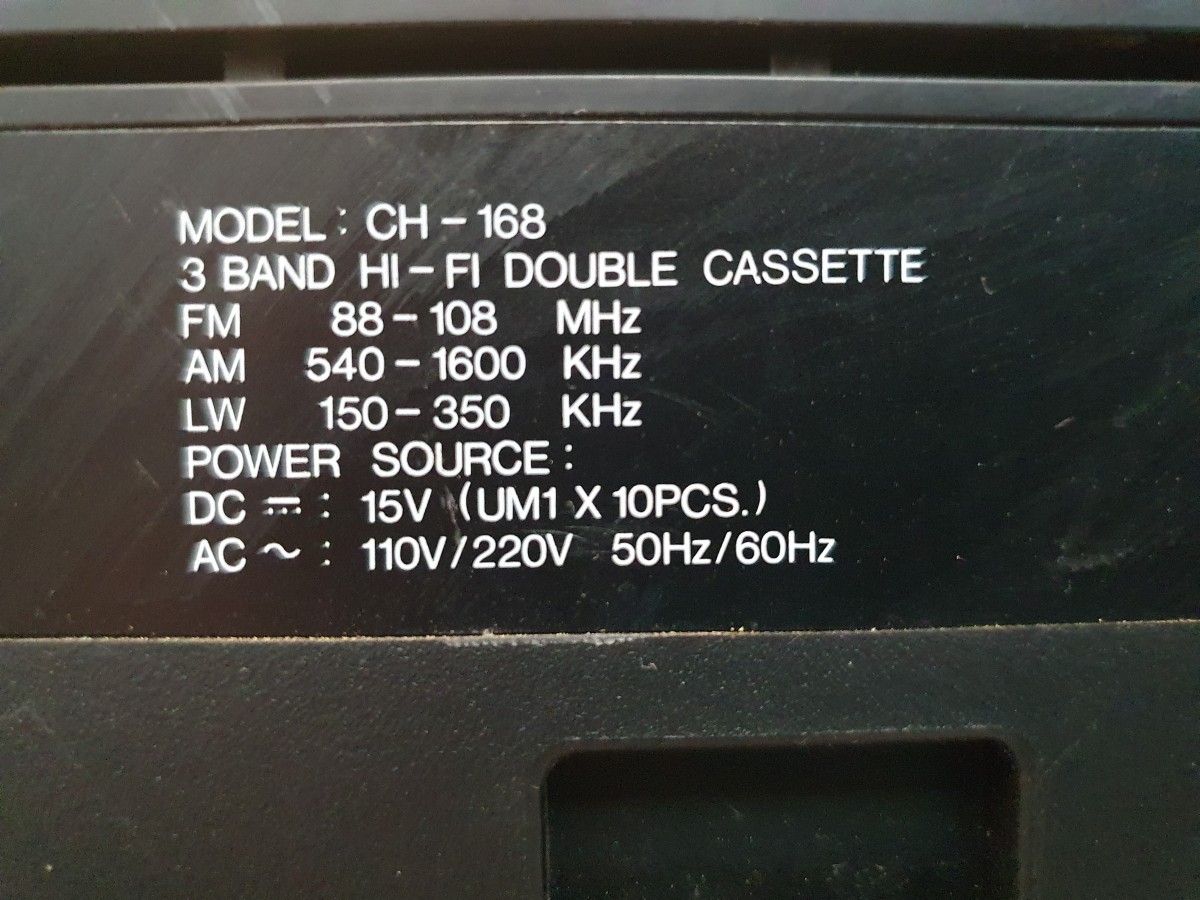 MODEL : CH - 168
3 BAND HI - FI DOUBLE CASSETTE
FM 88 - 108 MHz
AM 540 - 1600 KHz
LW 150 - 350 KHz
POWER SOURCE :
DC ⎓ : 15V (UM1 X 10PCS.)
AC ~ : 110V/220V 50Hz/60Hz